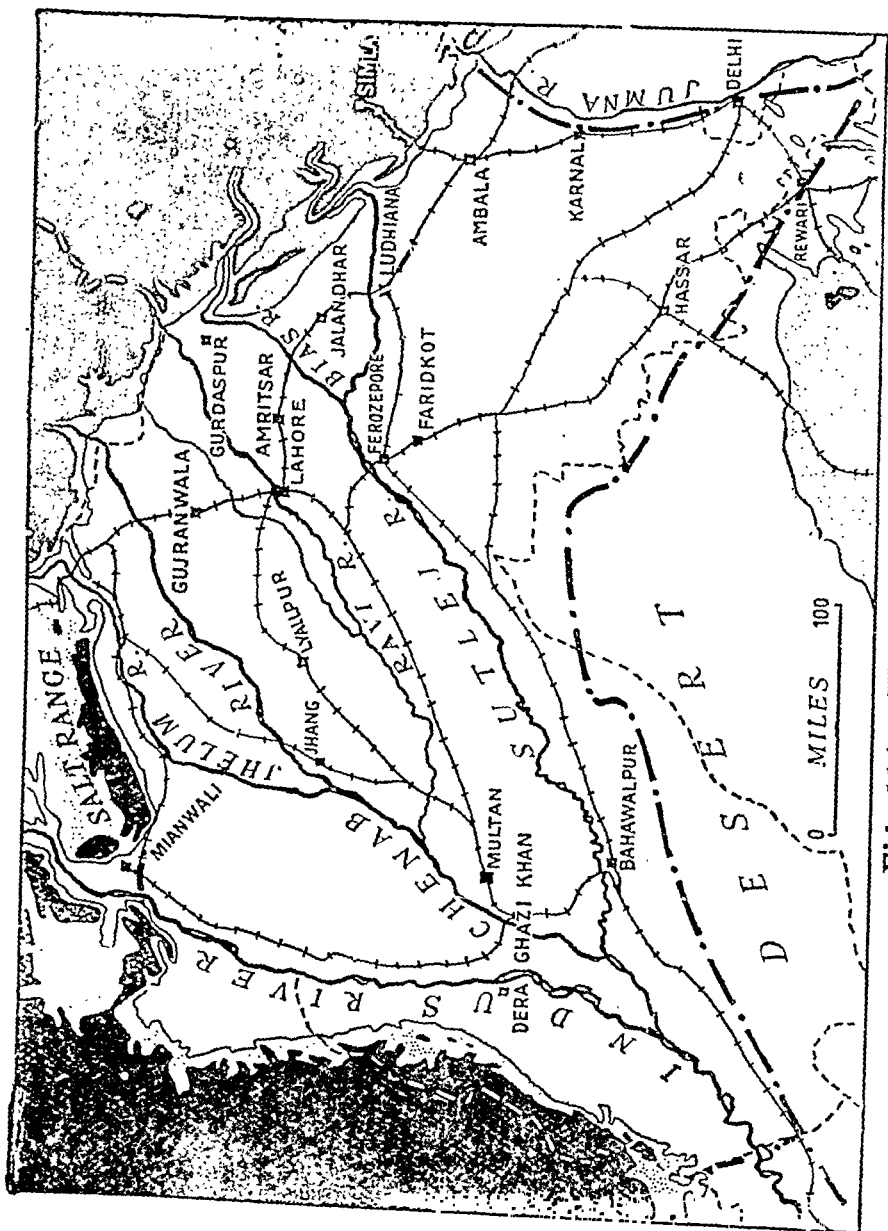 SALT RANGE
MIANWALI
SIMLA
JHELUM R
CHENAB RIVER
GUJRANWALA
GURDASPUR
AMRITSAR
LAHORE
BIAS R
JALANDHAR
LUDHIANA
AMBALA
JUMNA R
KARNAL
DELHI
LYALLPUR
JHANG
RAVI R
FEROZEPORE
FARIDKOT
HASSAR
REWARI
INDUS RIVER
MULTAN
DERA GHAZI KHAN
SUTLEJ R
BAHAWALPUR
DESERT
0 MILES 100